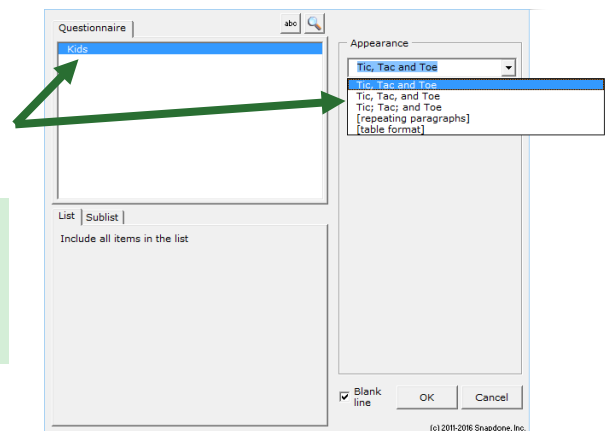 Questionnaire
abc
Kids
Appearance
Tic, Tac and Toe
Tic, Tac and Toe
Tic, Tac, and Toe
Tic; Tac; and Toe
[repeating paragraphs]
[table format]
List
Sublist
Include all items in the list
Blank
line
OK
Cancel
(c) 2011-2016 Snapdone, Inc.